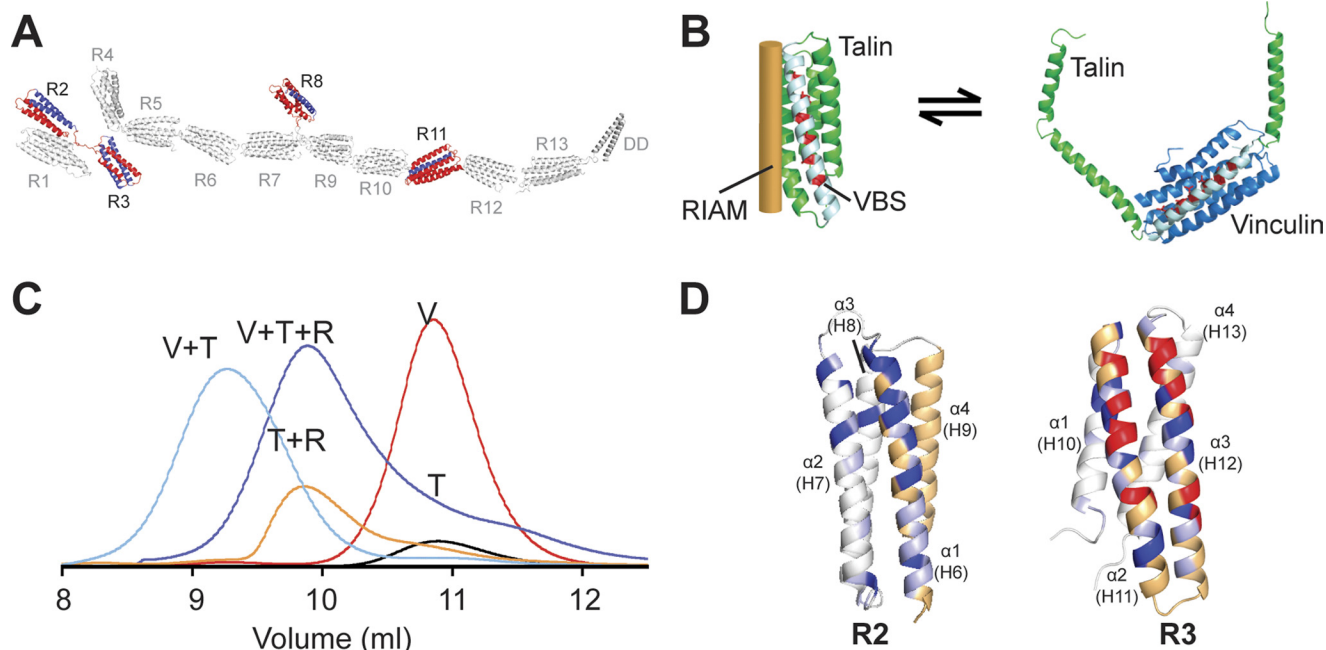 A
R4
R2
R5
R8
R11
R13
DD
R1
R3
R6
R7
R9
R10
R12
B
Talin
RIAM
VBS
Talin
Vinculin
C
V+T
V+T+R
V
T+R
T
8
9
10
11
12
Volume (ml)
D
α3
(H8)
α4
(H9)
α2
(H7)
α1
(H6)
R2
α4
(H13)
α1
(H10)
α3
(H12)
α2
(H11)
R3